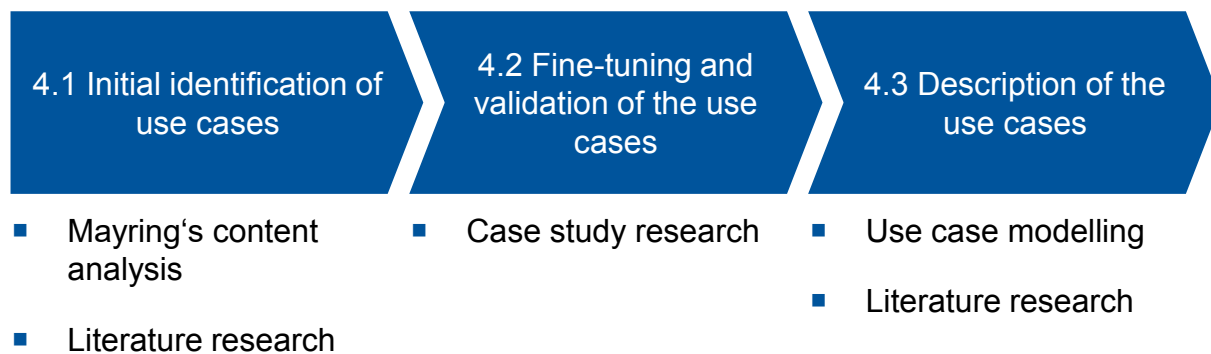 4.1 Initial identification of
use cases
4.2 Fine-tuning and
validation of the use
cases
4.3 Description of the
use cases
Mayring‘s content
analysis
Literature research
Case study research
Use case modelling
Literature research